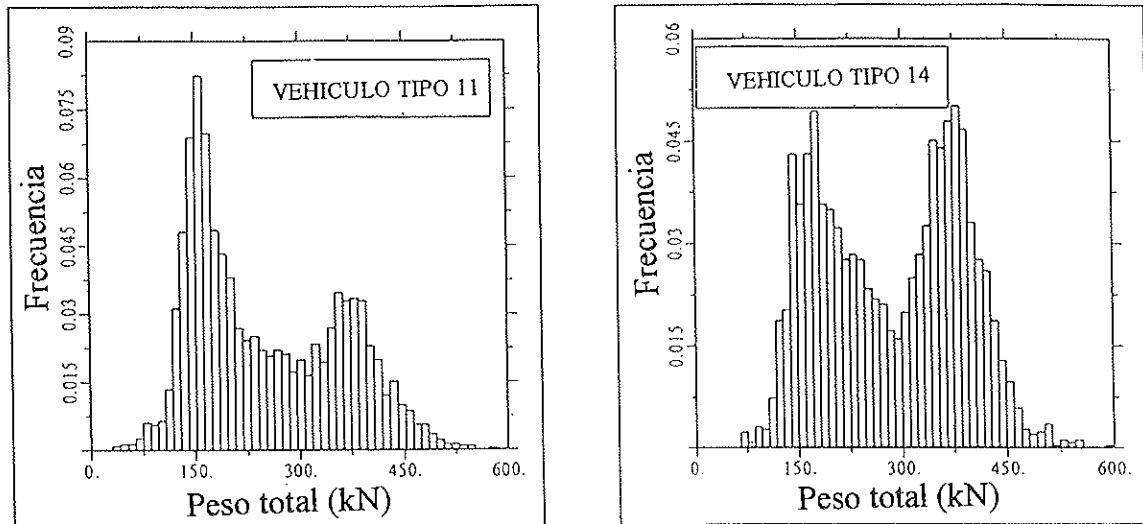 VEHICULO TIPO 11
Frecuencia
0.09
0.075
0.06
0.045
0.03
0.015
0. 150. 300. 450. 600.
Peso total (kN)
VEHICULO TIPO 14
Frecuencia
0.06
0.045
0.03
0.015
0. 150. 300. 450. 600.
Peso total (kN)